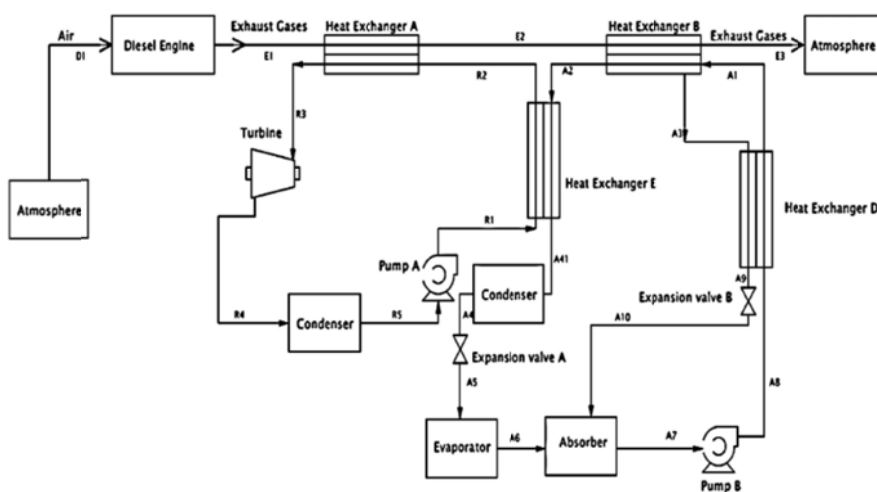 Air
D1
Diesel Engine
Exhaust Gases
E1
Heat Exchanger A
E2
Heat Exchanger B
Exhaust Gases
E3
Atmosphere
R2
A2
A1
R3
A3
Turbine
Atmosphere
Heat Exchanger E
Heat Exchanger D
R1
Pump A
A41
Condenser
A9
Expansion valve B
R4
Condenser
R5
A4
A10
Expansion valve A
A5
A8
Evaporator
A6
Absorber
A7
Pump B